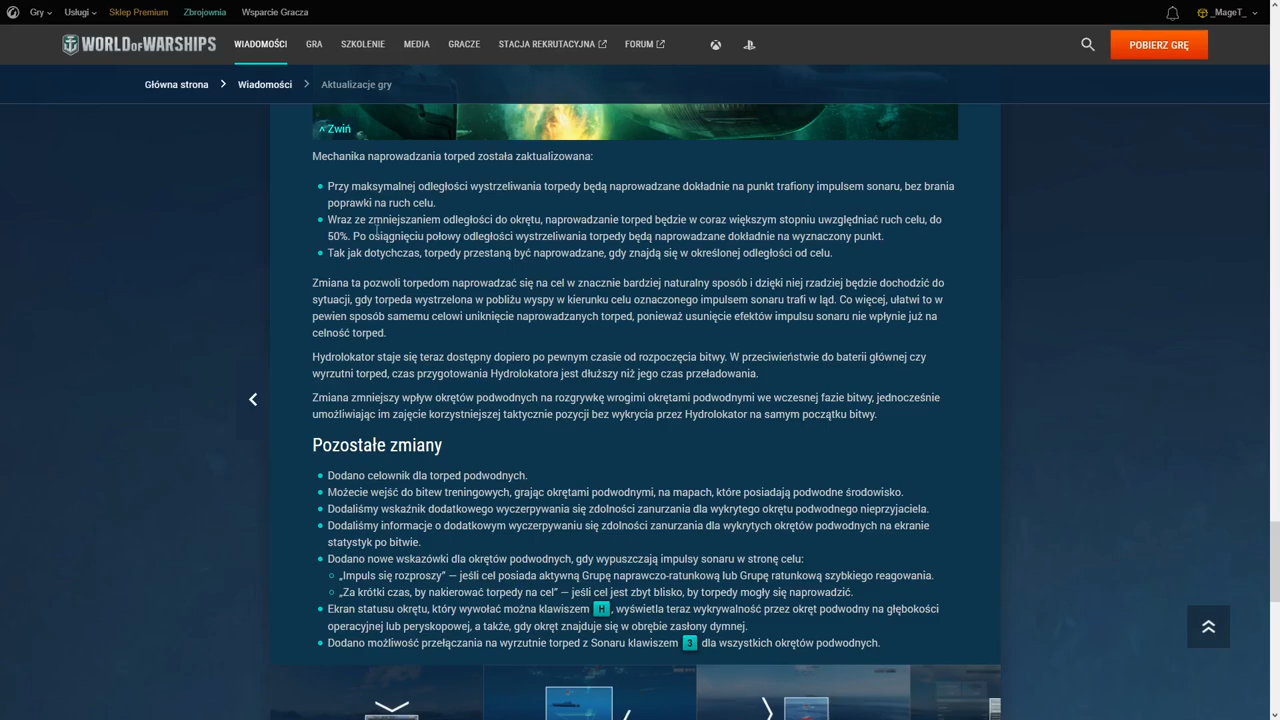 Gry
Usługi
Sklep Premium
Zbrojownia
Wsparcie Gracza
_MageT_
WORLD OF WARSHIPS
WIADOMOŚCI
GRA
SZKOLENIE
MEDIA
GRACZE
STACJA REKRUTACYJNA
FORUM
POBIERZ GRĘ
Główna strona
Wiadomości
Aktualizacje gry
Zwiń
Mechanika naprowadzania torped została zaktualizowana:
Przy maksymalnej odległości wystrzeliwania torpedy będą naprowadzane dokładnie na punkt trafiony impulsem sonaru, bez brania
poprawki na ruch celu.
Wraz ze zmniejszaniem odległości do okrętu, naprowadzanie torped będzie w coraz większym stopniu uwzględniać ruch celu, do
50%. Po osiągnięciu połowy odległości wystrzeliwania torpedy będą naprowadzane dokładnie na wyznaczony punkt.
Tak jak dotychczas, torpedy przestaną być naprowadzane, gdy znajdą się w określonej odległości od celu.
Zmiana ta pozwoli torpedom naprowadzać się na cel w znacznie bardziej naturalny sposób i dzięki niej rzadziej będzie dochodzić do
sytuacji, gdy torpeda wystrzelona w pobliżu wyspy w kierunku celu oznaczonego impulsem sonaru trafi w ląd. Co więcej, ułatwi to w
pewien sposób samemu celowi uniknięcie naprowadzanych torped, ponieważ usunięcie efektów impulsu sonaru nie wpłynie już na
celność torped.
Hydrolokator staje się teraz dostępny dopiero po pewnym czasie od rozpoczęcia bitwy. W przeciwieństwie do baterii głównej czy
wyrzutni torped, czas przygotowania Hydrolokatora jest dłuższy niż jego czas przeładowania.
Zmiana zmniejszy wpływ okrętów podwodnych na rozgrywkę wrogimi okrętami podwodnymi we wczesnej fazie bitwy, jednocześnie
umożliwiając im zajęcie korzystniejszej taktycznie pozycji bez wykrycia przez Hydrolokator na samym początku bitwy.
Pozostałe zmiany
Dodano celownik dla torped podwodnych.
Możecie wejść do bitew treningowych, grając okrętami podwodnymi, na mapach, które posiadają podwodne środowisko.
Dodaliśmy wskaźnik dodatkowego wyczerpywania się zdolności zanurzania dla wykrytego okrętu podwodnego nieprzyjaciela.
Dodaliśmy informacje o dodatkowym wyczerpywaniu się zdolności zanurzania dla wykrytych okrętów podwodnych na ekranie
statystyk po bitwie.
Dodano nowe wskazówki dla okrętów podwodnych, gdy wypuszczają impulsy sonaru w stronę celu:
„Impuls się rozproszy” — jeśli cel posiada aktywną Grupę naprawczo-ratunkową lub Grupę ratunkową szybkiego reagowania.
„Za krótki czas, by nakierować torpedy na cel” — jeśli cel jest zbyt blisko, by torpedy mogły się naprowadzić.
Ekran statusu okrętu, który wywołać można klawiszem H, wyświetla teraz wykrywalność przez okręt podwodny na głębokości
operacyjnej lub peryskopowej, a także, gdy okręt znajduje się w obrębie zasłony dymnej.
Dodano możliwość przełączania na wyrzutnie torped z Sonaru klawiszem 3 dla wszystkich okrętów podwodnych.